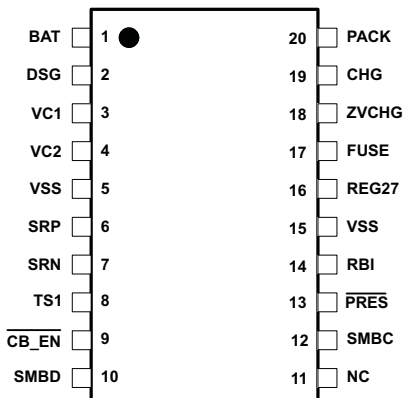 BAT 1 20 PACK
DSG 2 19 CHG
VC1 3 18 ZVCHG
VC2 4 17 FUSE
VSS 5 16 REG27
SRP 6 15 VSS
SRN 7 14 RBI
TS1 8 13 PRES
CB_EN 9 12 SMBC
SMBD 10 11 NC